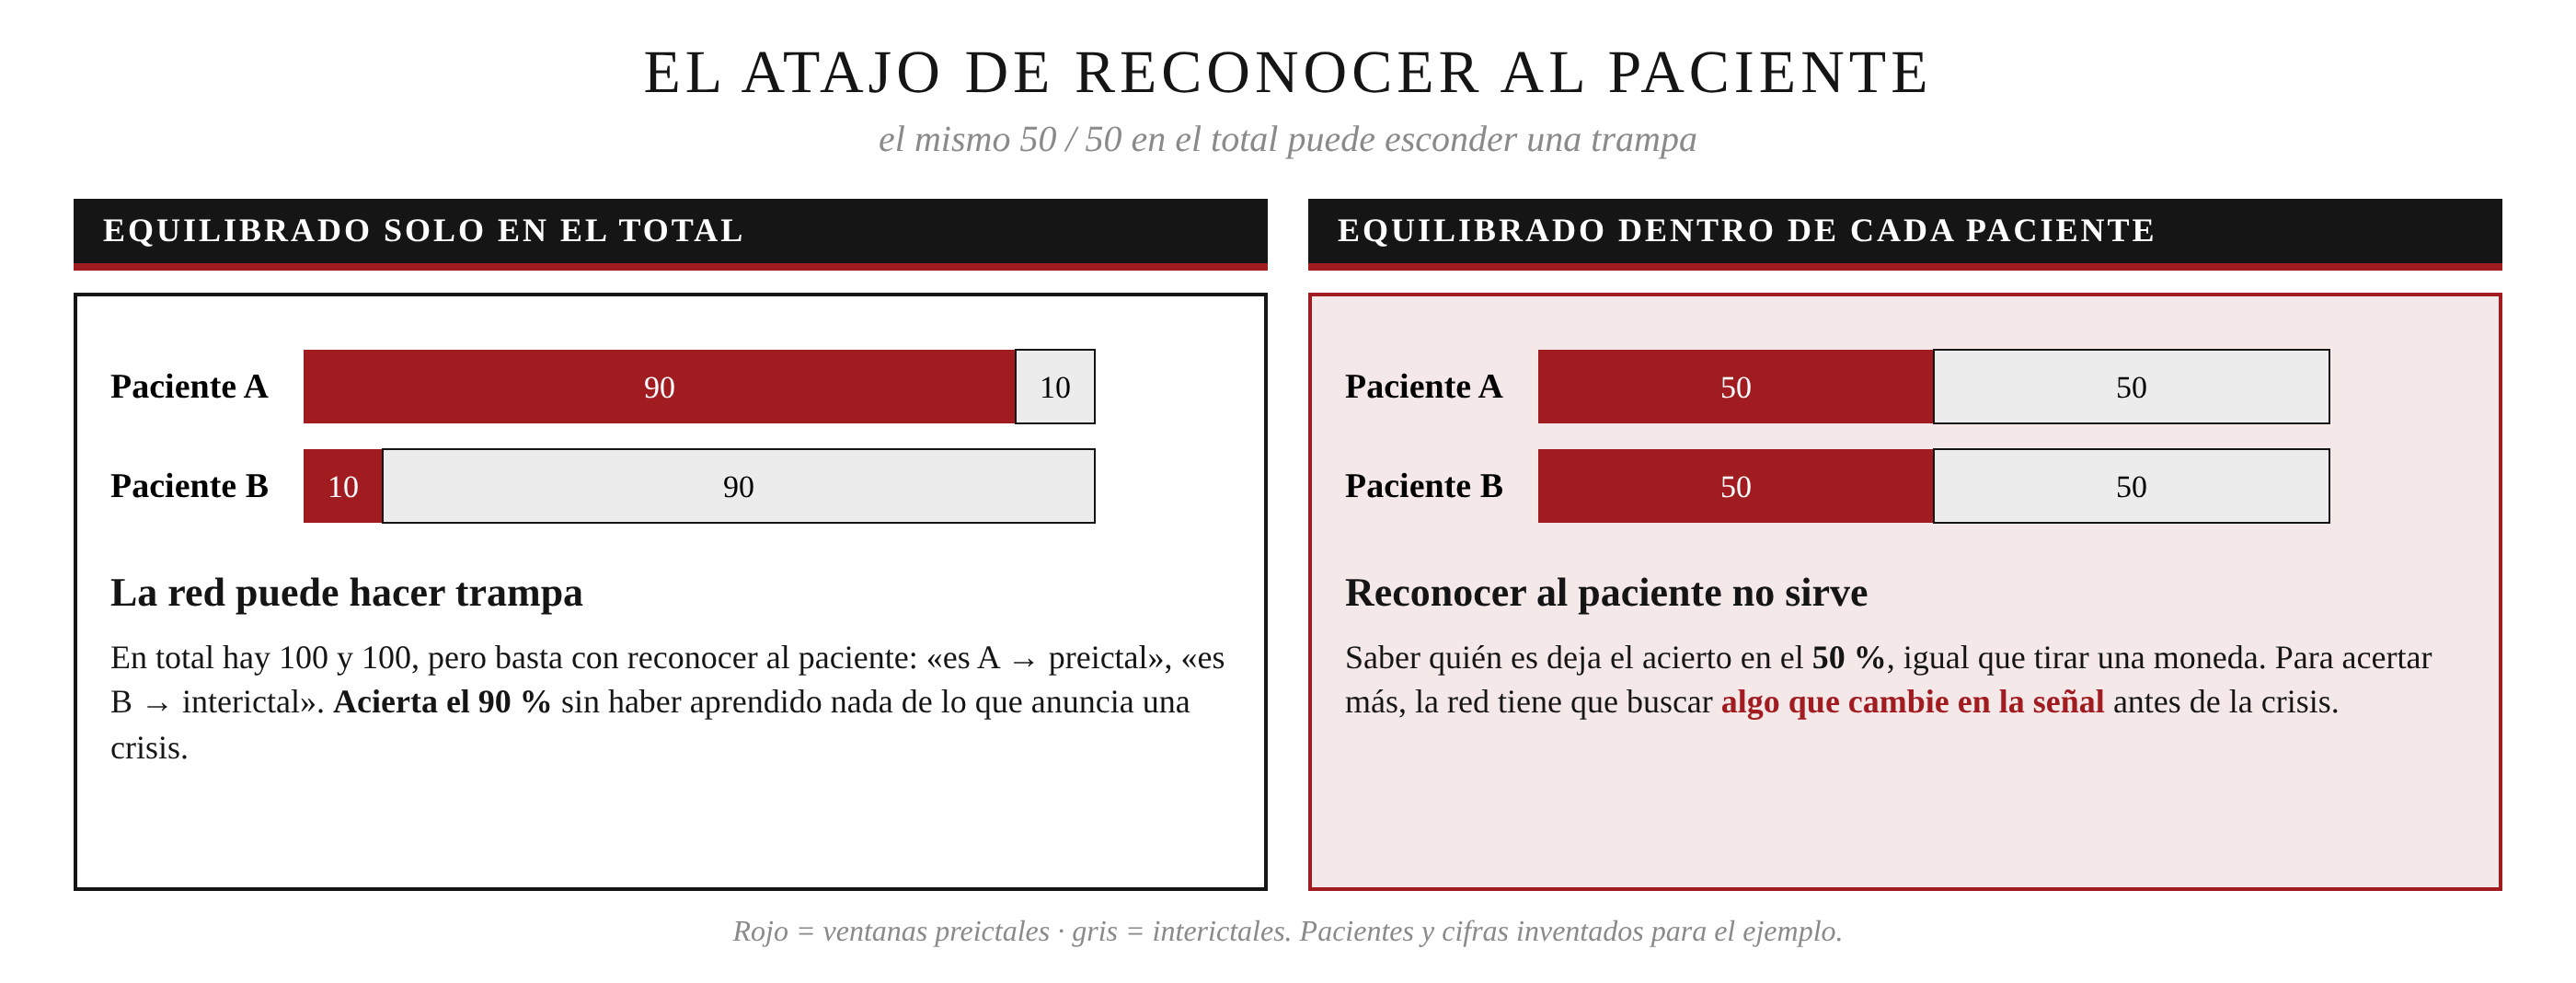 EL ATAJO DE RECONOCER AL PACIENTE
el mismo 50 / 50 en el total puede esconder una trampa
EQUILIBRADO SOLO EN EL TOTAL
Paciente A 90 10
Paciente B 10 90
La red puede hacer trampa
En total hay 100 y 100, pero basta con reconocer al paciente: «es A → preictal», «es
B → interictal». Acierta el 90 % sin haber aprendido nada de lo que anuncia una
crisis.
EQUILIBRADO DENTRO DE CADA PACIENTE
Paciente A 50 50
Paciente B 50 50
Reconocer al paciente no sirve
Saber quién es deja el acierto en el 50 %, igual que tirar una moneda. Para acertar
más, la red tiene que buscar algo que cambie en la señal antes de la crisis.
Rojo = ventanas preictales · gris = interictales. Pacientes y cifras inventados para el ejemplo.